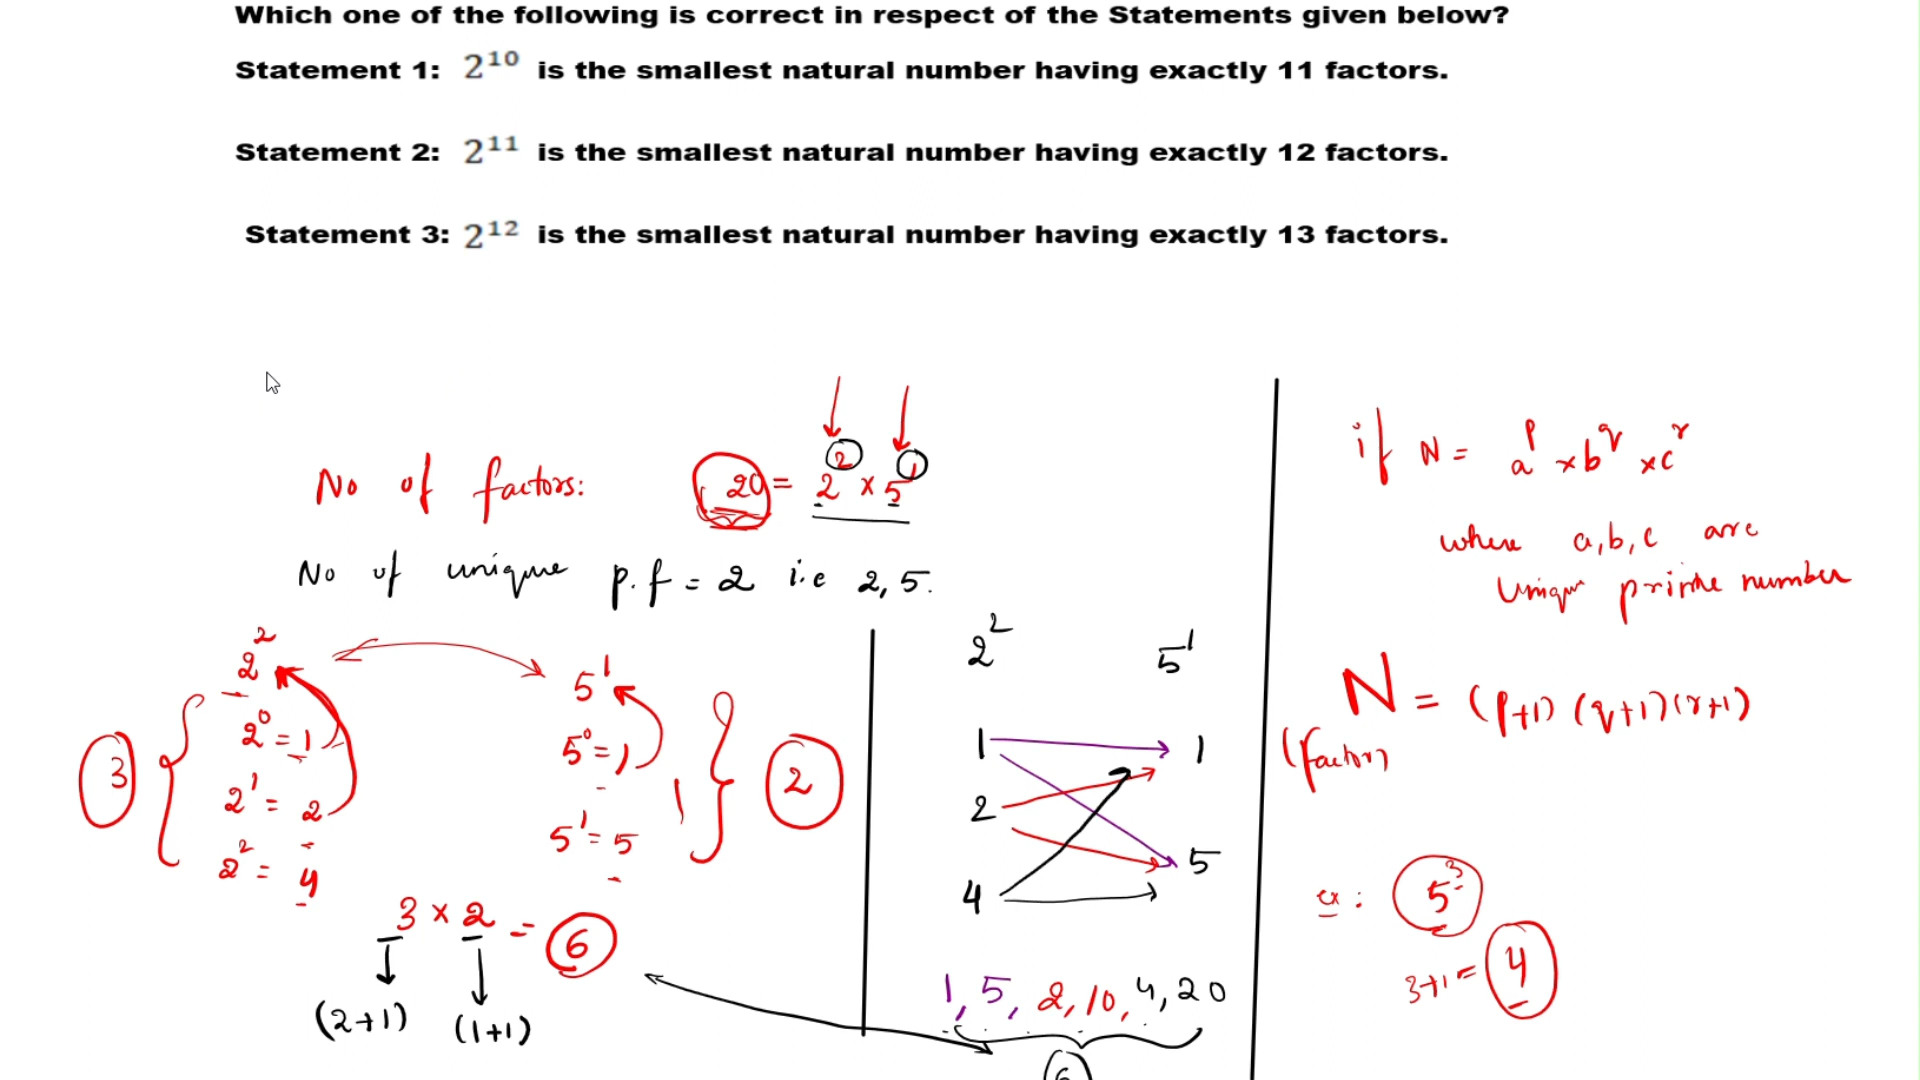 Which one of the following is correct in respect of the Statements given below?
Statement 1: 2¹⁰ is the smallest natural number having exactly 11 factors.
Statement 2: 2¹¹ is the smallest natural number having exactly 12 factors.
Statement 3: 2¹² is the smallest natural number having exactly 13 factors.
No of factors: 20 = 2² × 5¹
No of unique p.f = 2 i.e 2, 5.
2² 5¹
2⁰ = 1 5⁰ = 1
2¹ = 2 5¹ = 5
2² = 4
3 2
3 × 2 = 6
(2+1) (1+1)
2² 5¹
1 1
2
4 5
1, 5, 2, 10, 4, 20
6
if N = aᵖ × b^q × cʳ
where a, b, c are
unique prime number
N = (p+1) (q+1) (r+1)
(factor)
ex : 5³
3+1 = 4